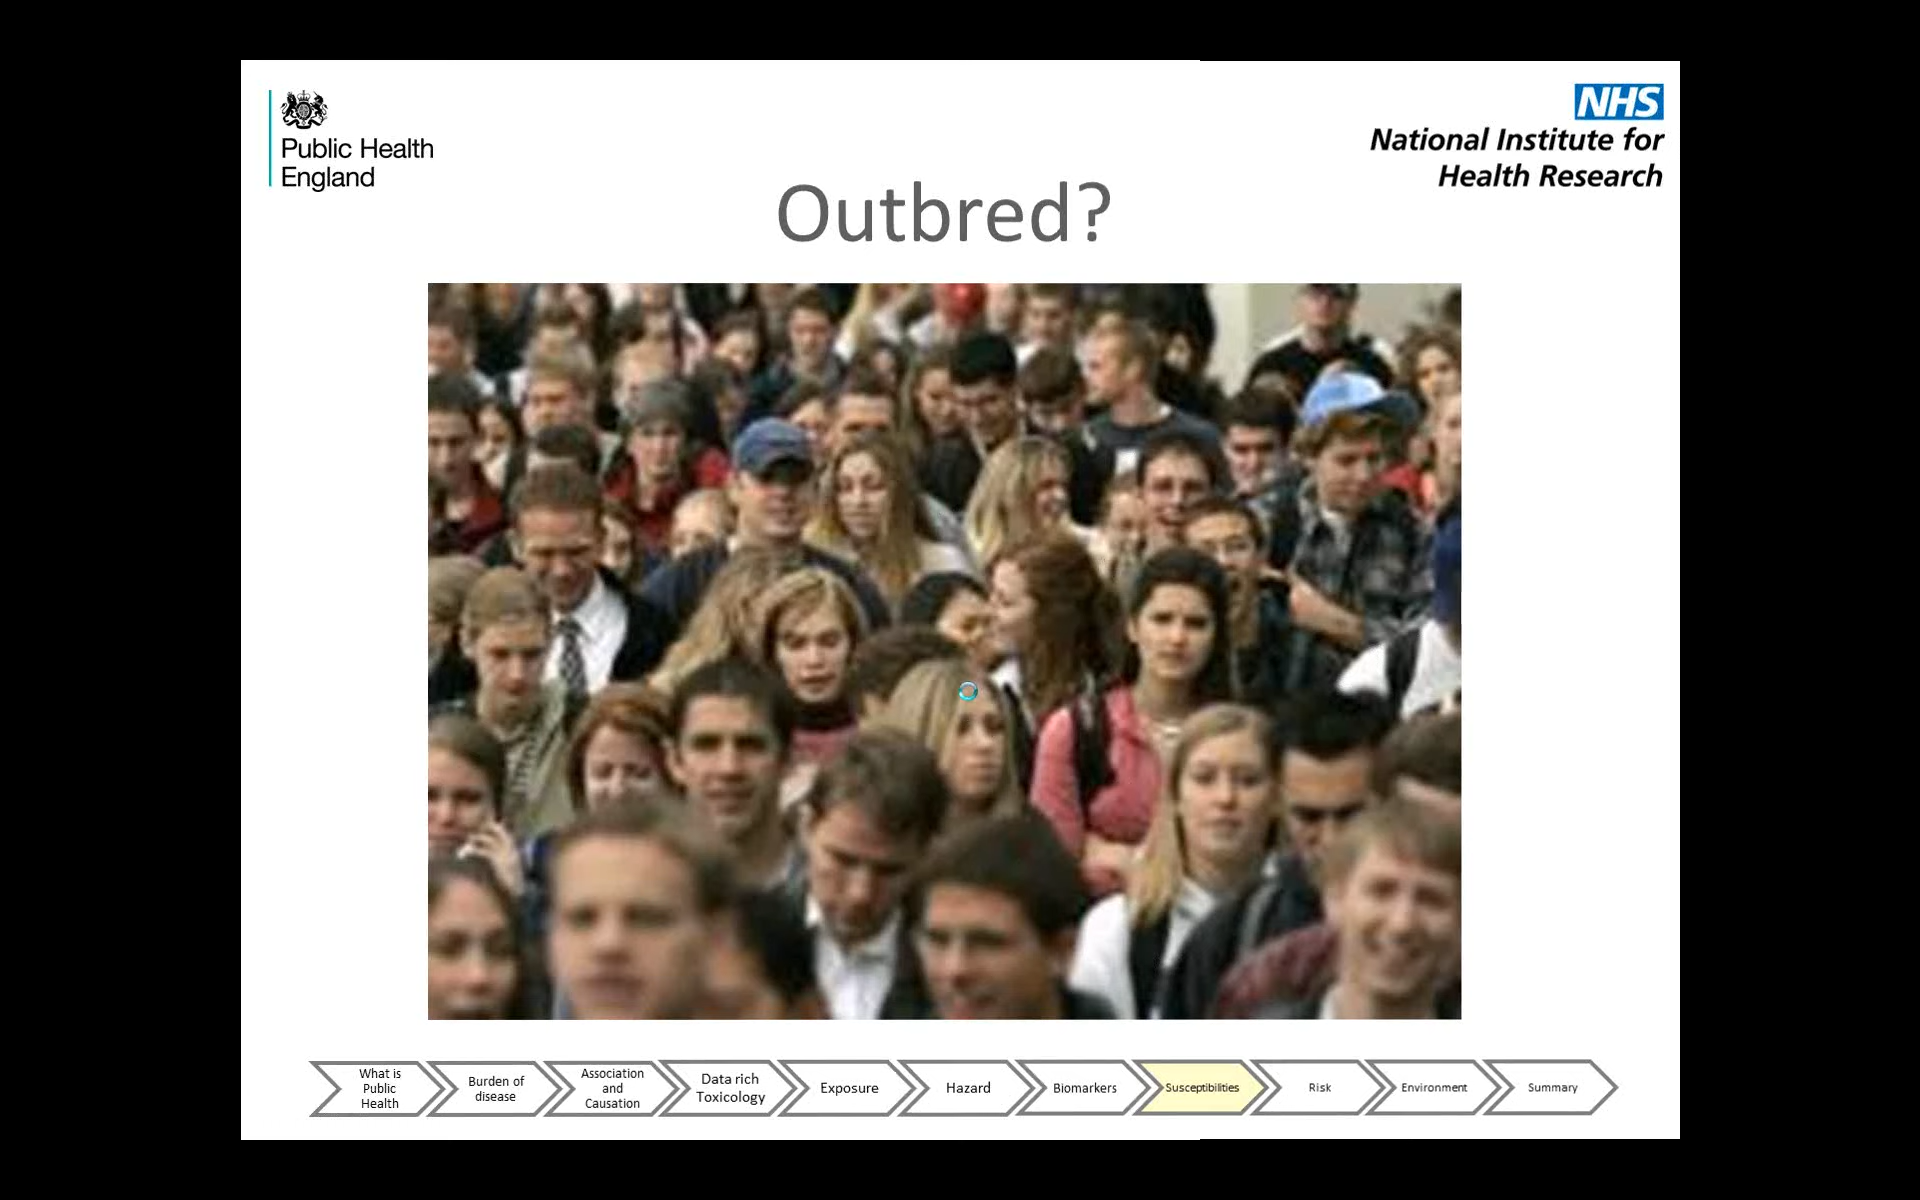 Public Health
England
NHS
National Institute for
Health Research
Outbred?
What is
Public
Health
Burden of
disease
Association
and
Causation
Data rich
Toxicology
Exposure
Hazard
Biomarkers
Susceptibilities
Risk
Environment
Summary